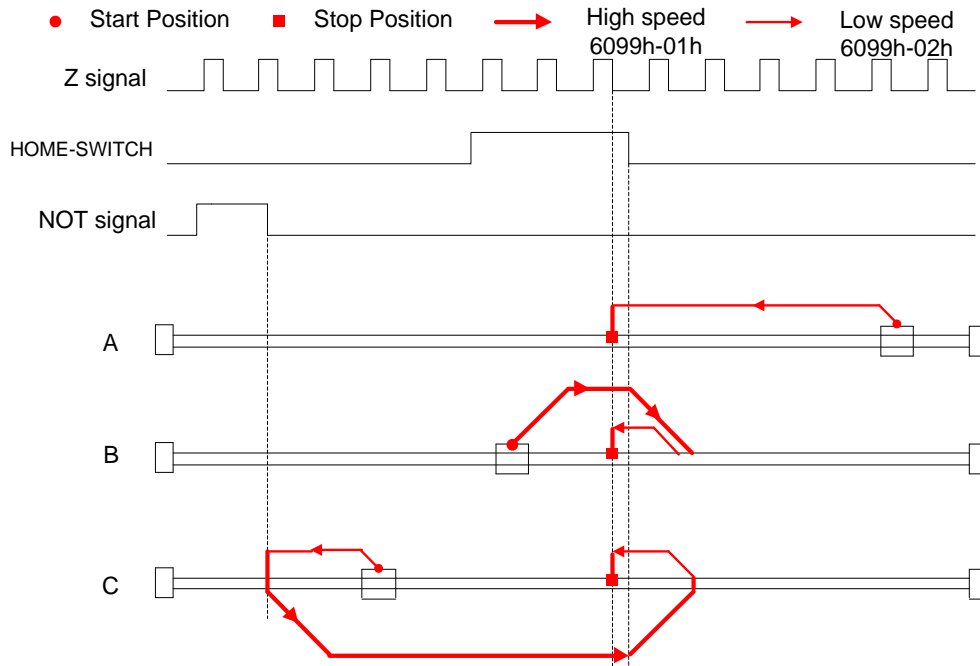 Start Position
Stop Position
High speed
6099h-01h
Low speed
6099h-02h
Z signal
HOME-SWITCH
NOT signal
A
B
C